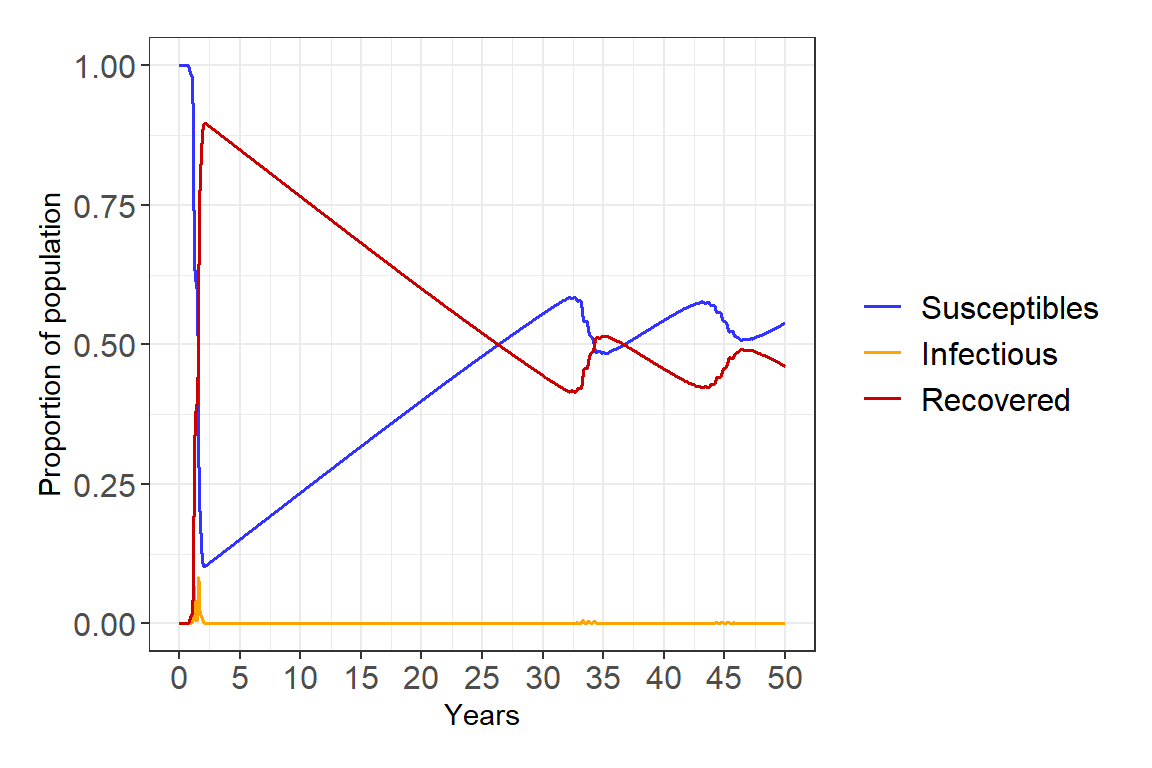 Proportion of population
1.00
0.75
0.50
0.25
0.00
0 5 10 15 20 25 30 35 40 45 50
Years
Susceptibles
Infectious
Recovered